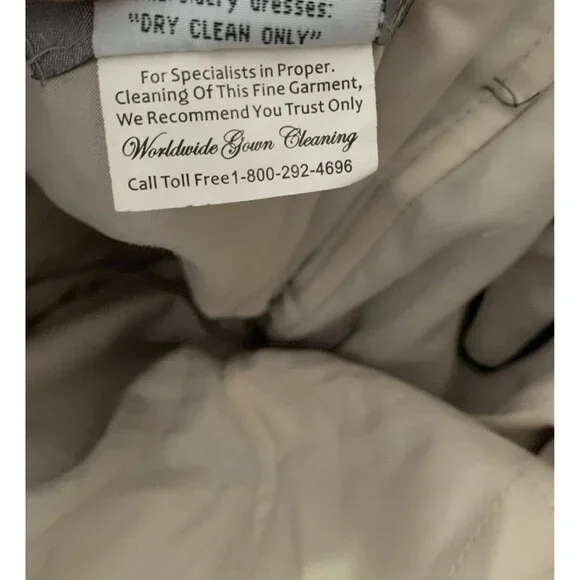 dresses:
"DRY CLEAN ONLY"
For Specialists in Proper.
Cleaning Of This Fine Garment,
We Recommend You Trust Only
Worldwide Gown Cleaning
Call Toll Free1-800-292-4696